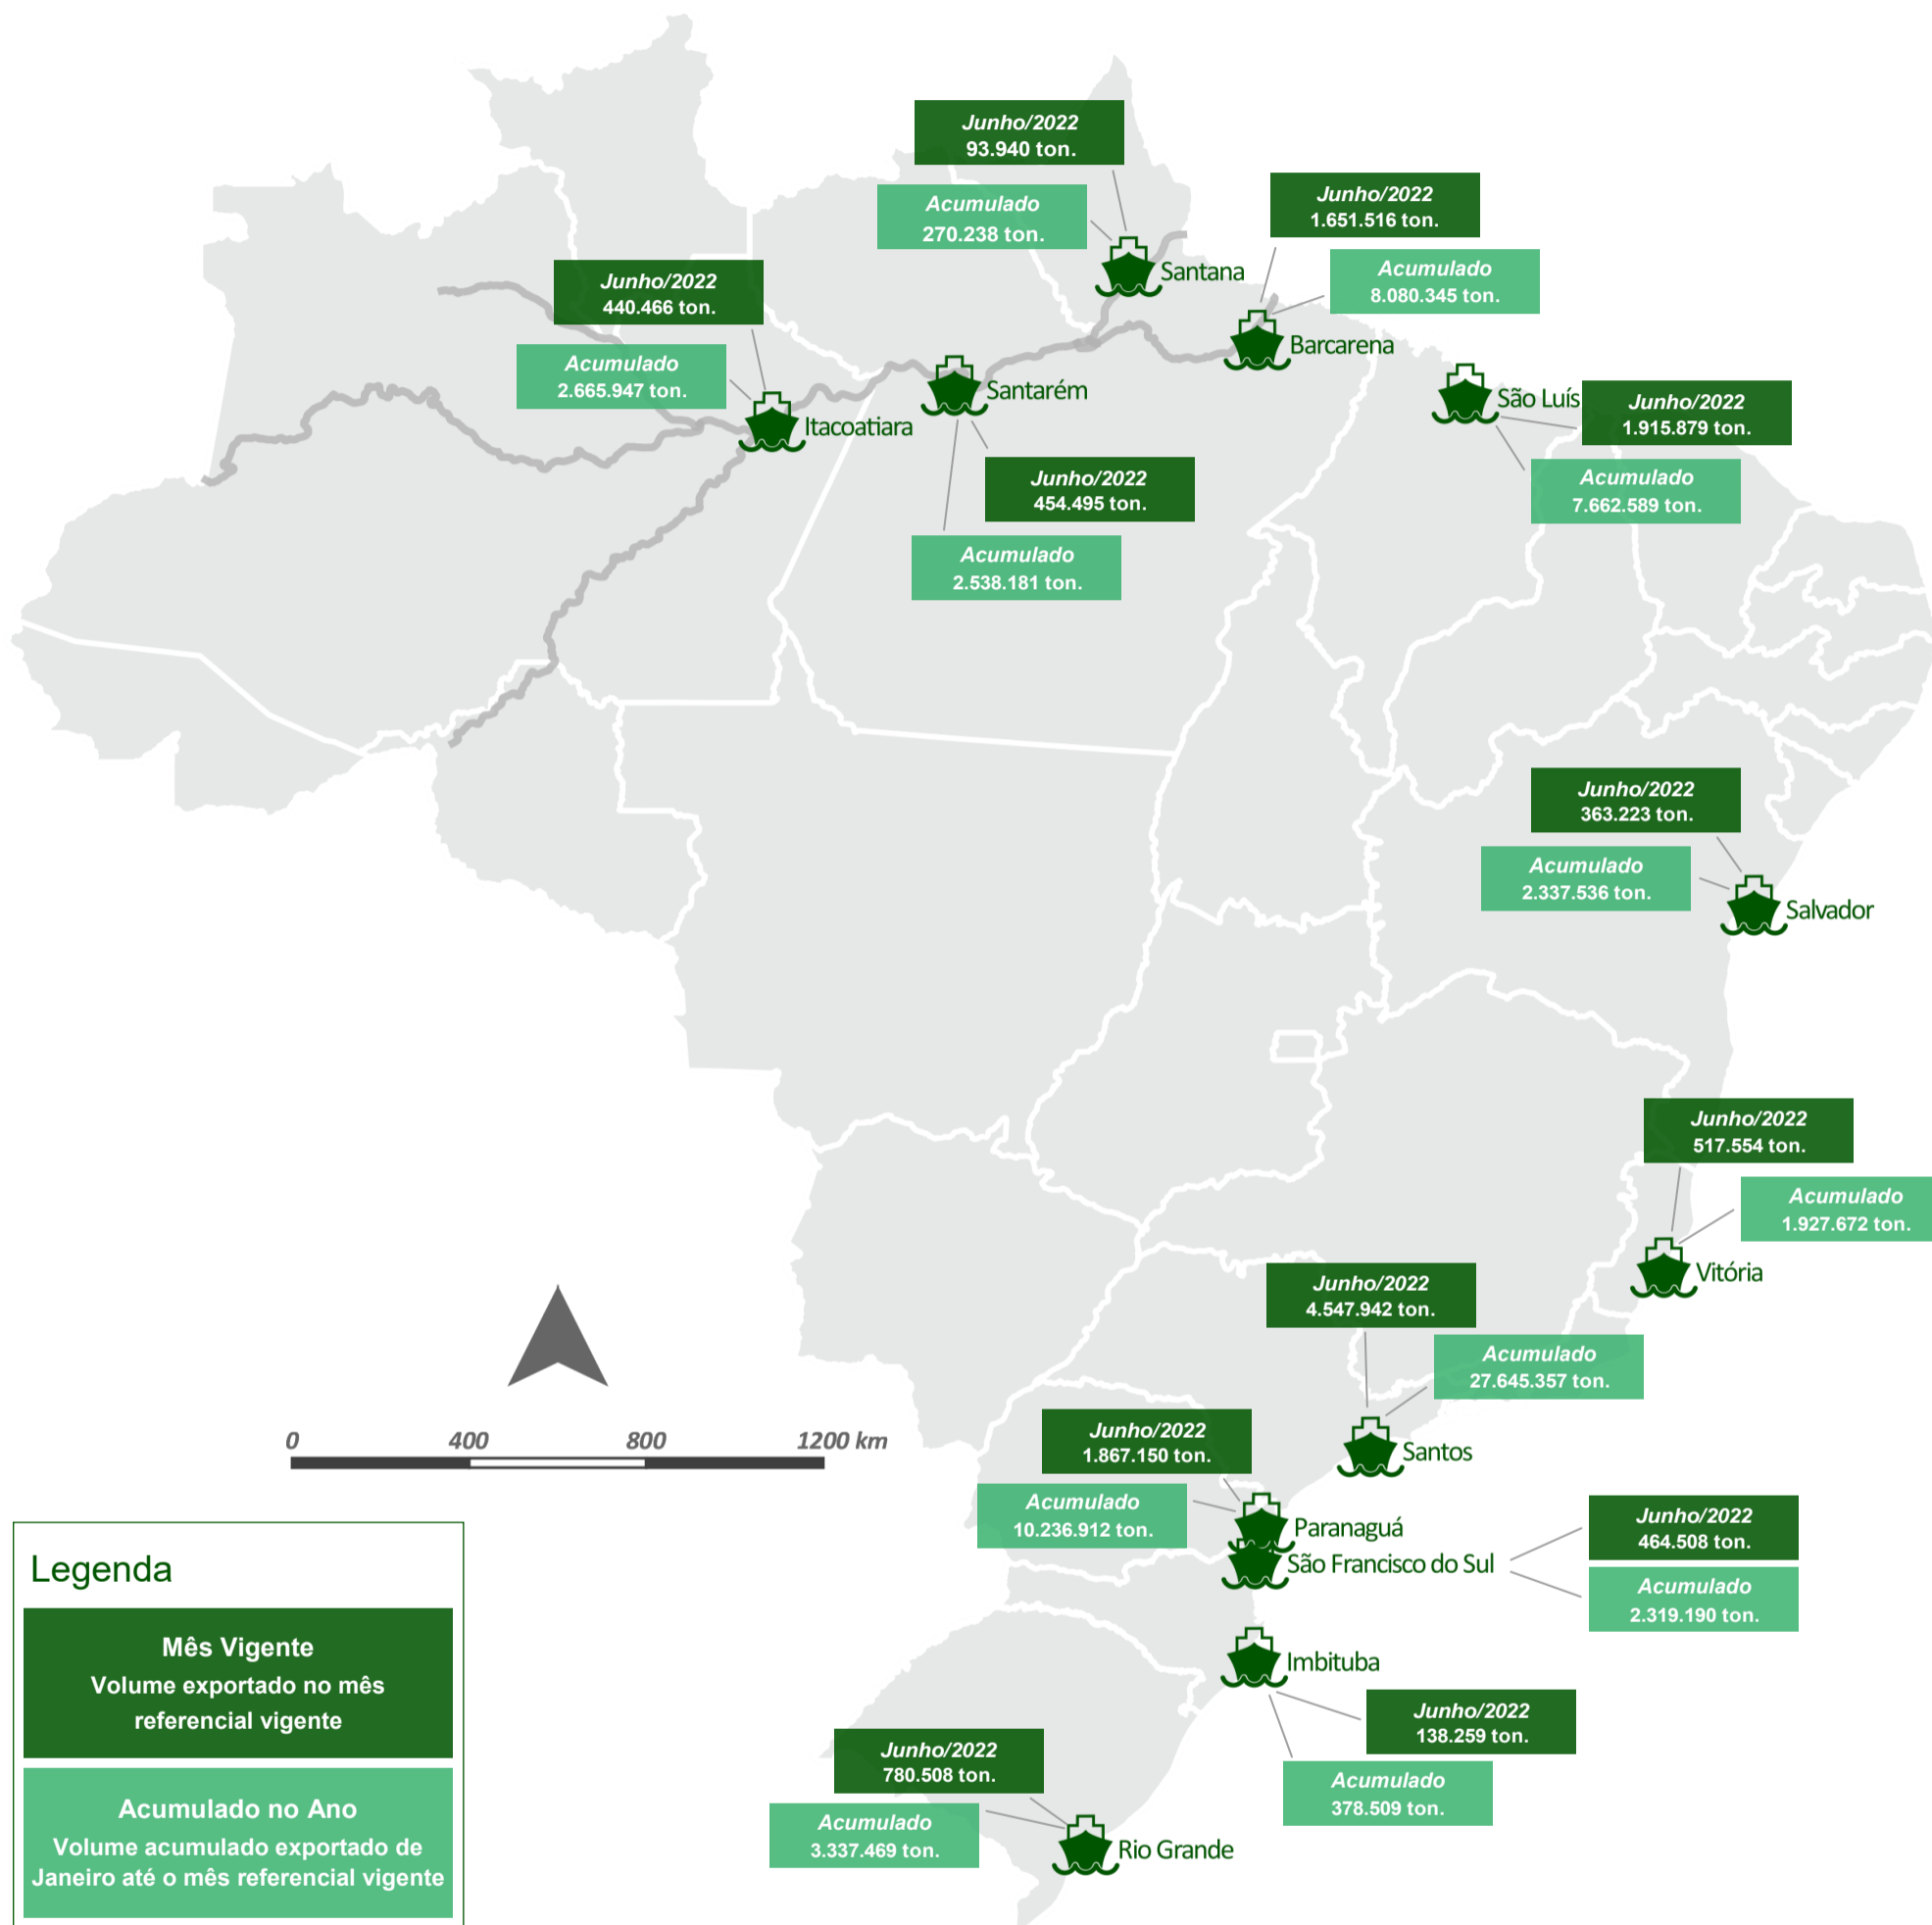 Junho/2022
93.940 ton.
Acumulado
270.238 ton.
Santana
Junho/2022
1.651.516 ton.
Acumulado
8.080.345 ton.
Barcarena
Junho/2022
440.466 ton.
Acumulado
2.665.947 ton.
Itacoatiara
Santarém
Junho/2022
454.495 ton.
Acumulado
2.538.181 ton.
São Luís
Junho/2022
1.915.879 ton.
Acumulado
7.662.589 ton.
Junho/2022
363.223 ton.
Acumulado
2.337.536 ton.
Salvador
Junho/2022
517.554 ton.
Acumulado
1.927.672 ton.
Vitória
Junho/2022
4.547.942 ton.
Acumulado
27.645.357 ton.
Santos
Junho/2022
1.867.150 ton.
Acumulado
10.236.912 ton.
Paranaguá
São Francisco do Sul
Junho/2022
464.508 ton.
Acumulado
2.319.190 ton.
Imbituba
Junho/2022
138.259 ton.
Acumulado
378.509 ton.
Junho/2022
780.508 ton.
Acumulado
3.337.469 ton.
Rio Grande
0 400 800 1200 km
Legenda
Mês Vigente
Volume exportado no mês
referencial vigente
Acumulado no Ano
Volume acumulado exportado de
Janeiro até o mês referencial vigente